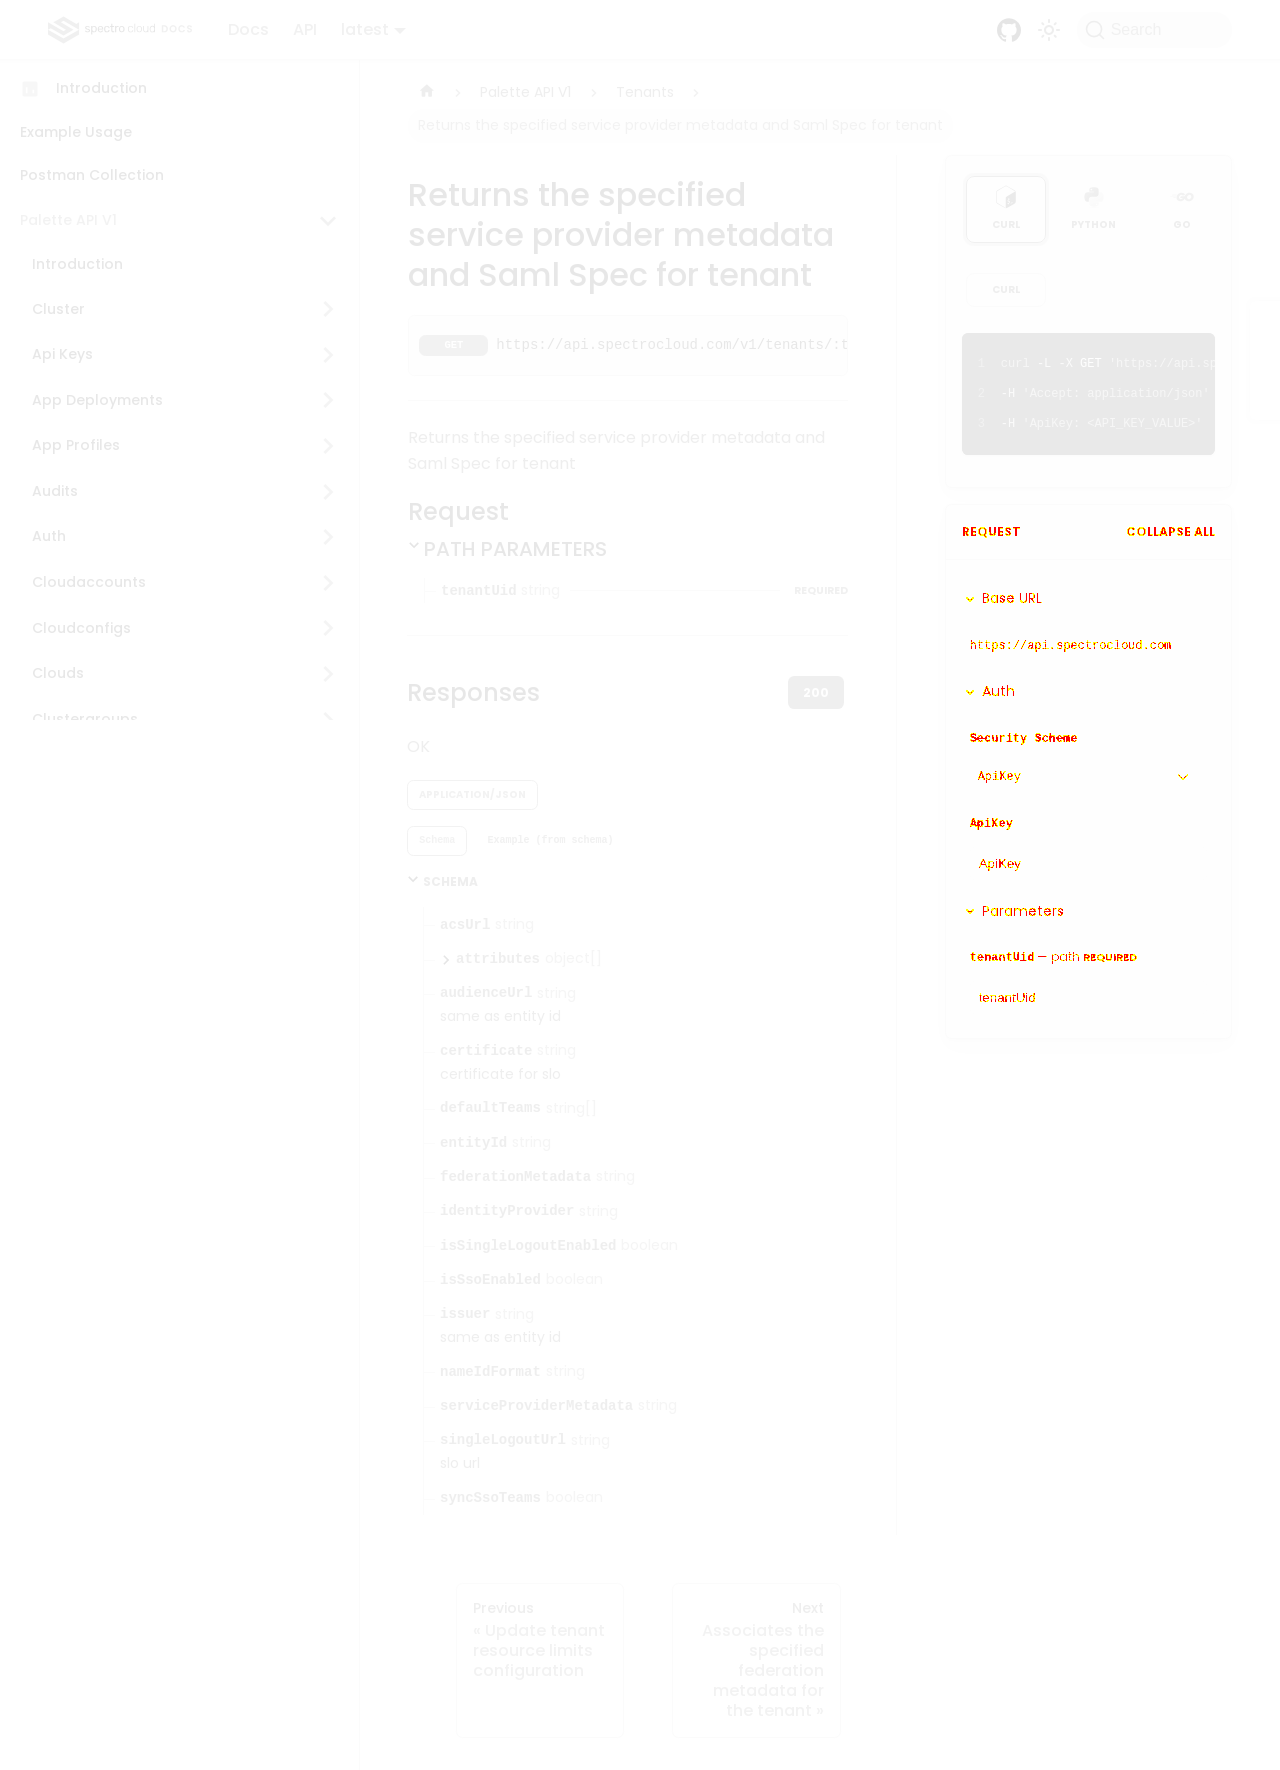 spectro cloud DOCS
Docs API latest
Search
Introduction
Example Usage
Postman Collection
Palette API V1
Introduction
Cluster
Api Keys
App Deployments
App Profiles
Audits
Auth
Cloudaccounts
Cloudconfigs
Clouds
Clustergroups
Palette API V1 Tenants
Returns the specified service provider metadata and Saml Spec for tenant
Returns the specified
service provider metadata
and Saml Spec for tenant
GET https://api.spectrocloud.com/v1/tenants/:t
Returns the specified service provider metadata and
Saml Spec for tenant
Request
PATH PARAMETERS
tenantUid string REQUIRED
Responses 200
OK
APPLICATION/JSON
Schema Example (from schema)
SCHEMA
acsUrl string
attributes object[]
audienceUrl string
same as entity id
certificate string
certificate for slo
defaultTeams string[]
entityId string
federationMetadata string
identityProvider string
isSingleLogoutEnabled boolean
isSsoEnabled boolean
issuer string
same as entity id
nameIdFormat string
serviceProviderMetadata string
singleLogoutUrl string
slo url
syncSsoTeams boolean
Previous
« Update tenant
resource limits
configuration
Next
Associates the
specified
federation
metadata for
the tenant »
CURL PYTHON GO
GO
CURL
1 curl -L -X GET 'https://api.sp
2 -H 'Accept: application/json'
3 -H 'ApiKey: <API_KEY_VALUE>'
REQUEST COLLAPSE ALL
Base URL
https://api.spectrocloud.com
Auth
Security Scheme
ApiKey
ApiKey
ApiKey
Parameters
tenantUid — path REQUIRED
tenantUid